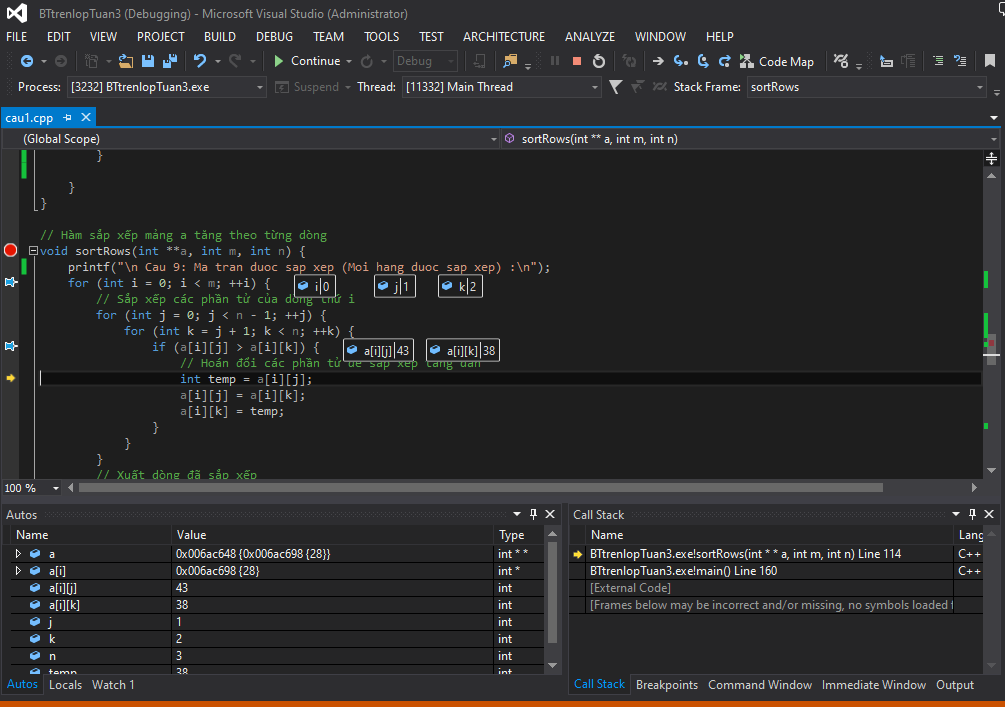 BTtrenlopTuan3 (Debugging) - Microsoft Visual Studio (Administrator)
FILE EDIT VIEW PROJECT BUILD DEBUG TEAM TOOLS TEST ARCHITECTURE ANALYZE WINDOW HELP
Continue Debug Code Map
Process: [3232] BTtrenlopTuan3.exe Suspend Thread: [11332] Main Thread Stack Frame: sortRows
cau1.cpp
(Global Scope) sortRows(int ** a, int m, int n)
}
}
}
// Hàm sắp xếp mảng a tăng theo từng dòng
void sortRows(int **a, int m, int n) {
printf("\n Cau 9: Ma tran duoc sap xep (Moi hang duoc sap xep) :\n");
for (int i = 0; i < m; ++i) { i 0 j 1 k 2
// Sắp xếp các phần tử của dòng thứ i
for (int j = 0; j < n - 1; ++j) {
for (int k = j + 1; k < n; ++k) {
if (a[i][j] > a[i][k]) { a[i][j] 43 a[i][k] 38
// Hoán đổi các phần tử để sắp xếp tăng dần
int temp = a[i][j];
a[i][j] = a[i][k];
a[i][k] = temp;
}
}
}
// Xuất dòng đã sắp xếp
100 %
Autos
Name Value Type
a 0x006ac648 {0x006ac698 {28}} int * *
a[i] 0x006ac698 {28} int *
a[i][j] 43 int
a[i][k] 38 int
j 1 int
k 2 int
n 3 int
temp 38 int
Autos Locals Watch 1
Call Stack
Name Lang
BTtrenlopTuan3.exe!sortRows(int * * a, int m, int n) Line 114 C++
BTtrenlopTuan3.exe!main() Line 160 C++
[External Code]
[Frames below may be incorrect and/or missing, no symbols loaded f
Call Stack Breakpoints Command Window Immediate Window Output